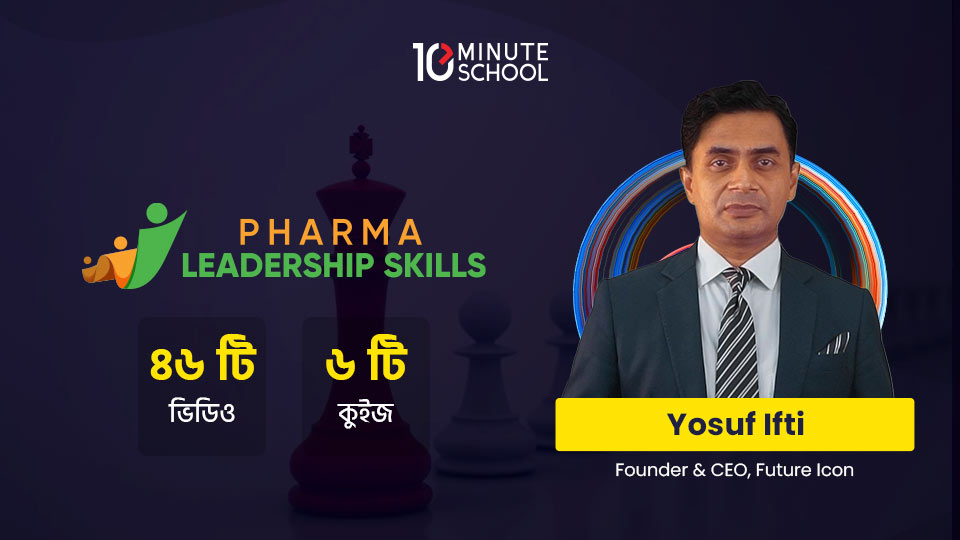 10 MINUTE
SCHOOL
PHARMA
LEADERSHIP SKILLS
৪৬ টি
ভিডিও
৬ টি
কুইজ
Yosuf Ifti
Founder & CEO, Future Icon